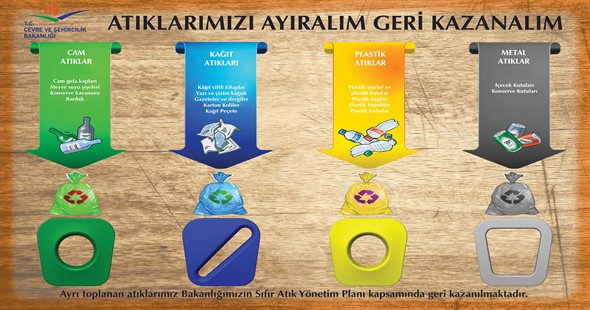 T.C.
ÇEVRE VE ŞEHİRCİLİK
BAKANLIĞI
ATIKLARIMIZI AYIRALIM GERİ KAZANALIM
CAM
ATIKLAR
Cam gıda kapları
Meyve suyu şişeleri
Konserve kavanozu
Bardak
KAĞIT
ATIKLARI
Kâğıt ciltli kitaplar
Yazı ve çizim kâğıdı
Gazeteler ve dergiler
Karton Koliler
Kağıt Peçete
PLASTİK
ATIKLAR
Plastik şişeler ve
plastik kutular
Plastik kaplar
Plastik kapaklar
Plastik
METAL
ATIKLAR
İçecek Kutuları
Konserve Kutuları
Ayrı toplanan atıklarımız Bakanlığımızın Sıfır Atık Yönetim Planı kapsamında geri kazanılmaktadır.